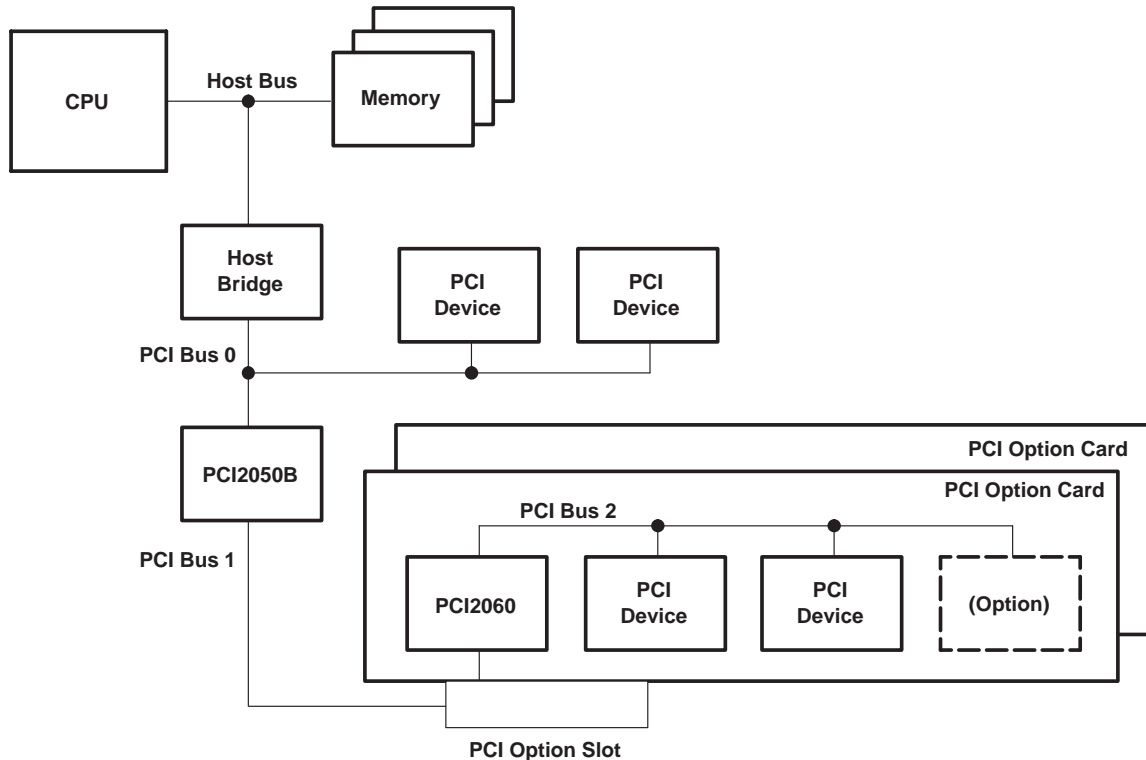 CPU
Host Bus
Memory
Host
Bridge
PCI
Device
PCI
Device
PCI Bus 0
PCI2050B
PCI Bus 1
PCI Option Card
PCI Option Card
PCI Bus 2
PCI2060
PCI
Device
PCI
Device
(Option)
PCI Option Slot